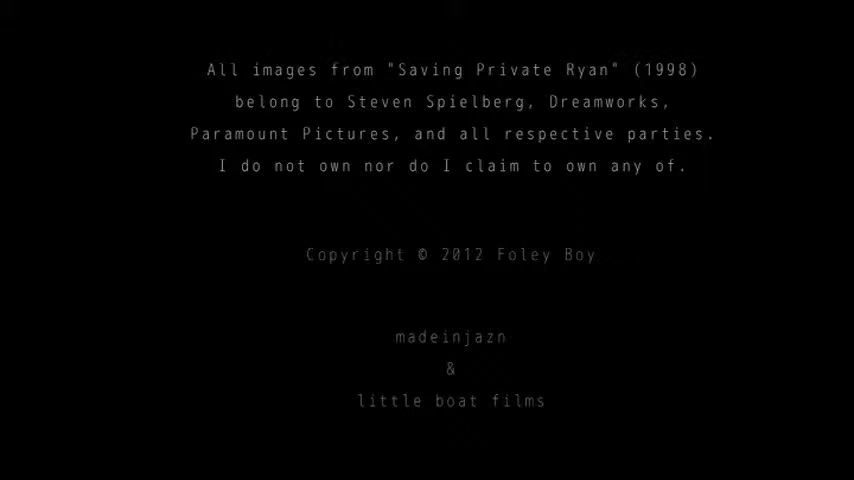 All images from "Saving Private Ryan" (1998)
belong to Steven Spielberg, Dreamworks,
Paramount Pictures, and all respective parties.
I do not own nor do I claim to own any of.
Copyright © 2012 Foley Boy
madeinjazn
&
little boat films